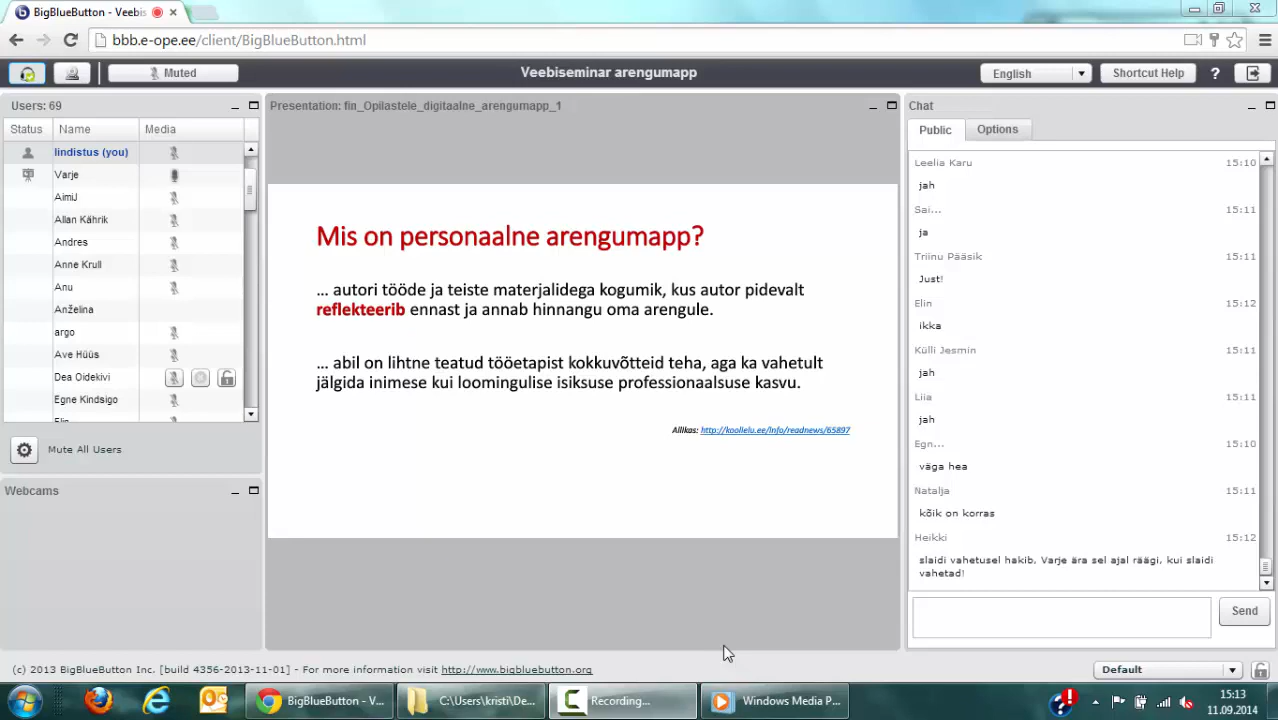 BigBlueButton - Veebis
bbb.e-ope.ee/client/BigBlueButton.html
Muted
Veebiseminar arengumapp
English
Shortcut Help
?
Users: 69
Status Name Media
lindistus (you)
Varje
AimiJ
Allan Kährik
Andres
Anne Krull
Anu
Anželina
argo
Ave Hüüs
Dea Oidekivi
Egne Kindsigo
Elin
Mute All Users
Webcams
Presentation: fin_Opilastele_digitaalne_arengumapp_1
Mis on personaalne arengumapp?
... autori tööde ja teiste materjalidega kogumik, kus autor pidevalt
reflekteerib ennast ja annab hinnangu oma arengule.
... abil on lihtne teatud tööetapist kokkuvõtteid teha, aga ka vahetult
jälgida inimese kui loomingulise isiksuse professionaalsuse kasvu.
Allikas: http://koolielu.ee/info/readnews/65897
Chat
Public Options
Leelia Karu 15:10
jah
Sai... 15:11
ja
Triinu Pääsik 15:11
Just!
Elin 15:12
ikka
Külli Jesmin 15:11
jah
Liia 15:11
jah
Egn... 15:10
väga hea
Natalja 15:11
kõik on korras
Heikki 15:12
slaidi vahetusel hakib. Varje ära sel ajal räägi, kui slaidi
vahetad!
Send
(c) 2013 BigBlueButton Inc. [build 4356-2013-11-01] - For more information visit http://www.bigbluebutton.org
Default
BigBlueButton - V...
C:\Users\kristi\De...
Recording...
Windows Media P...
15:13
11.09.2014